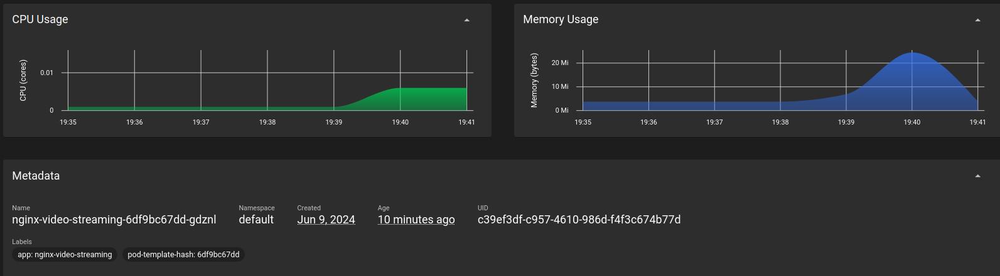 CPU Usage
CPU (cores)
0.01
0
19:35 19:36 19:37 19:38 19:39 19:40 19:41
Memory Usage
Memory (bytes)
20 Mi
10 Mi
0 Mi
19:35 19:36 19:37 19:38 19:39 19:40 19:41
Metadata
Name Namespace Created Age UID
nginx-video-streaming-6df9bc67dd-gdznl default Jun 9, 2024 10 minutes ago c39ef3df-c957-4610-986d-f4f3c674b77d
Labels
app: nginx-video-streaming pod-template-hash: 6df9bc67dd